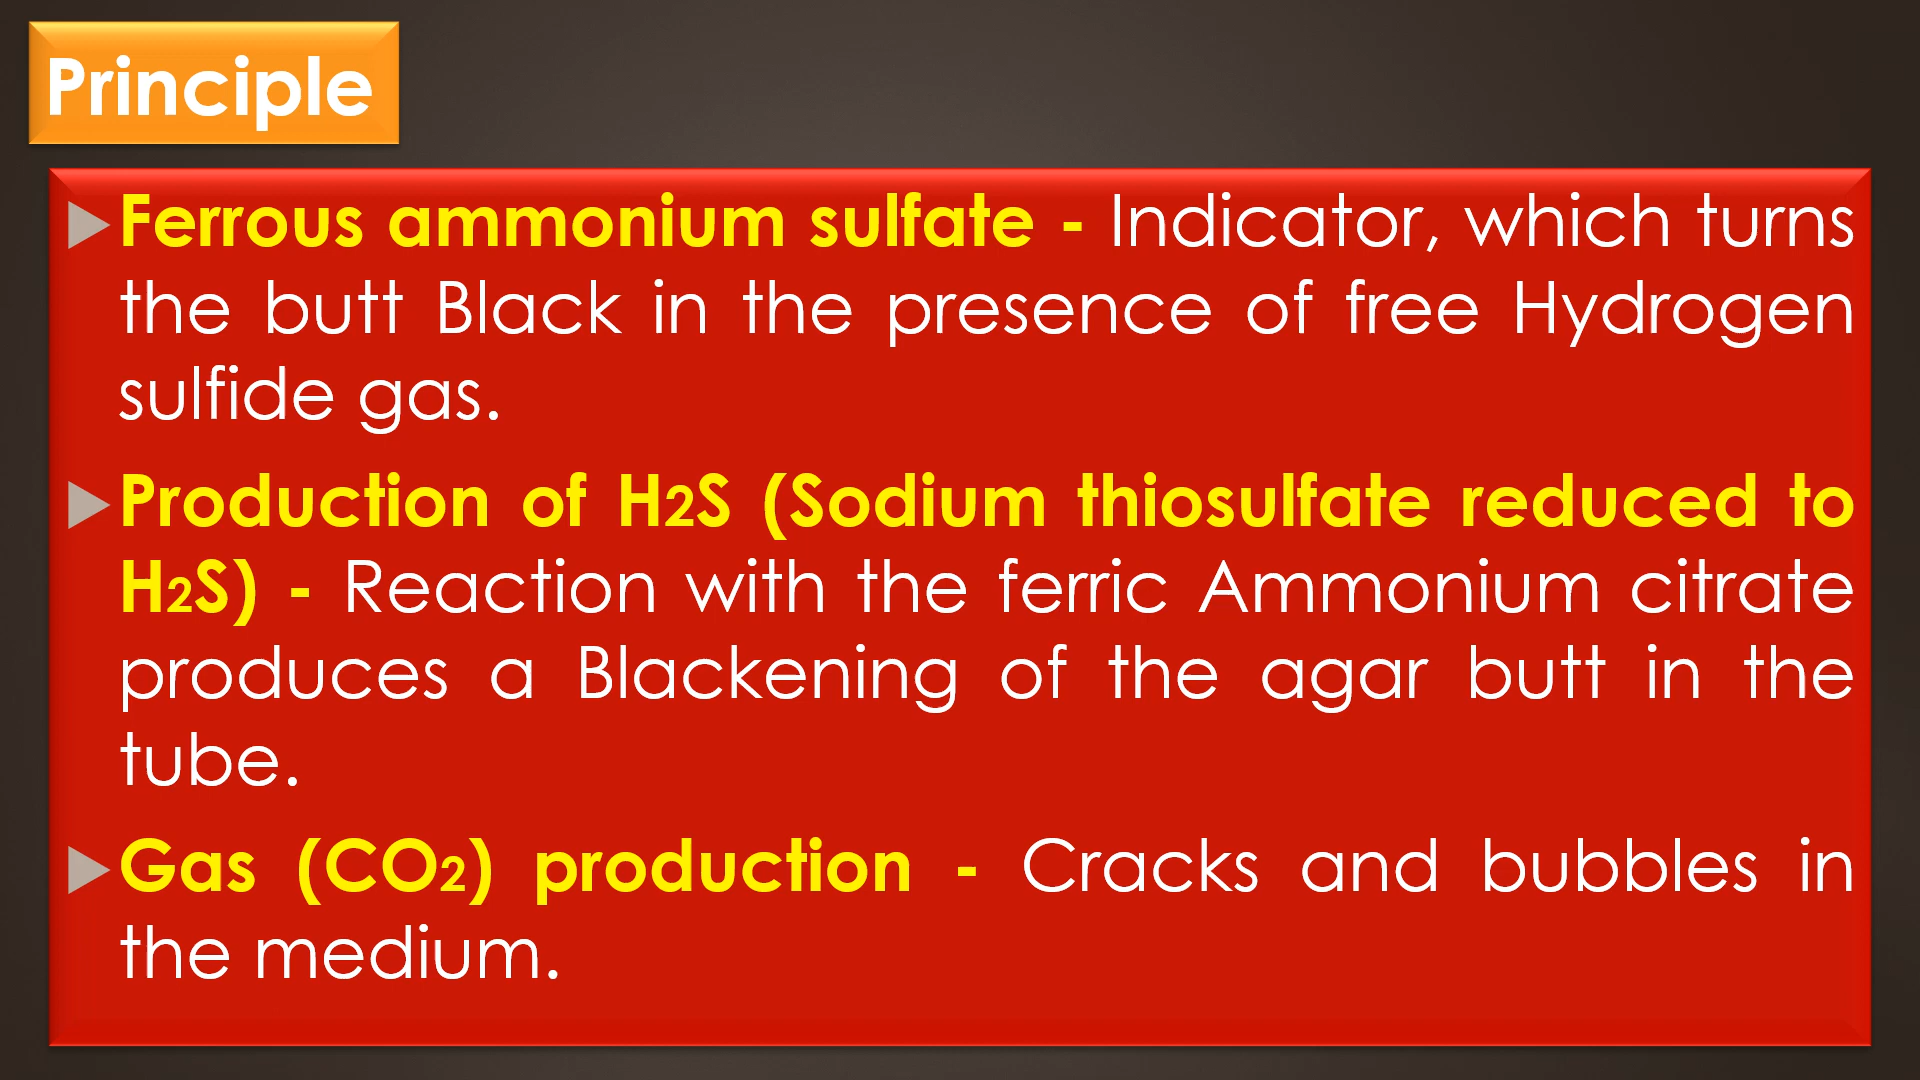 Principle
Ferrous ammonium sulfate - Indicator, which turns
the butt Black in the presence of free Hydrogen
sulfide gas.
Production of H2S (Sodium thiosulfate reduced to
H2S) - Reaction with the ferric Ammonium citrate
produces a Blackening of the agar butt in the
tube.
Gas (CO2) production - Cracks and bubbles in
the medium.